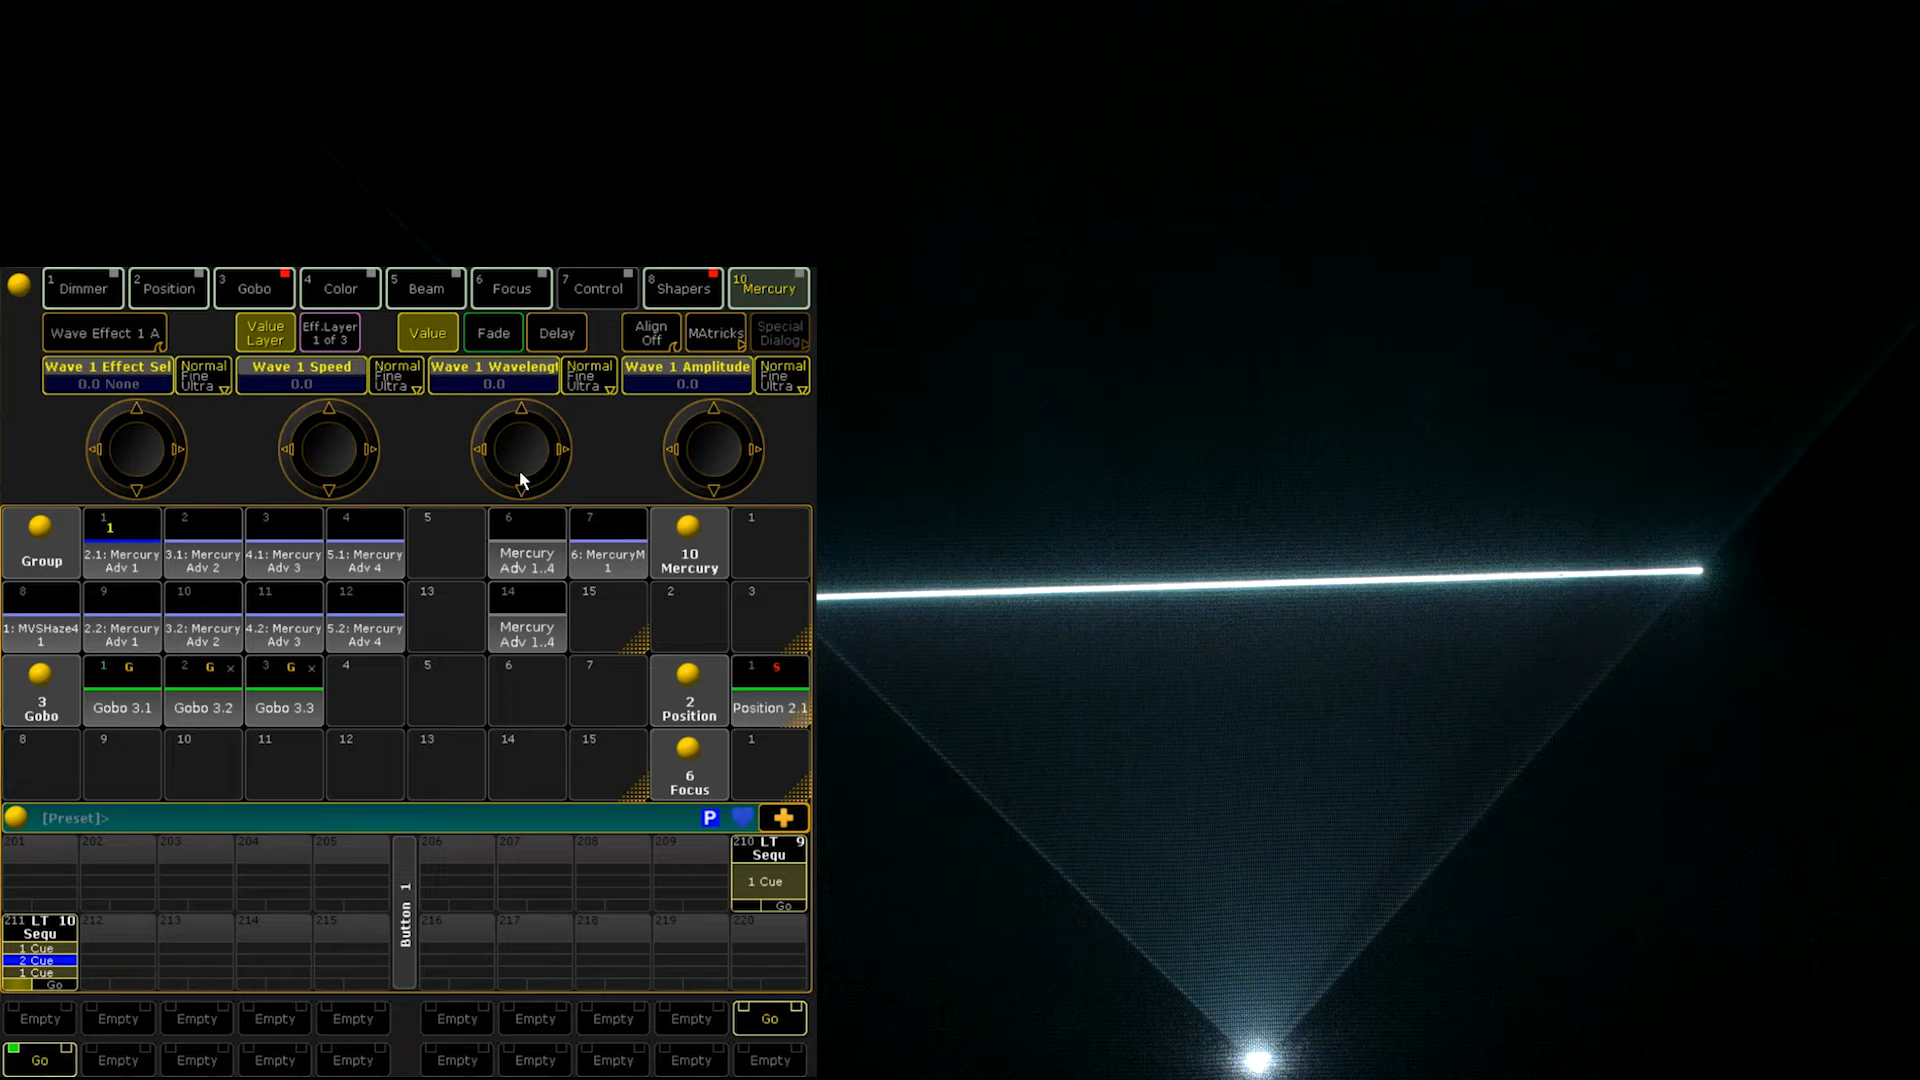 1 Dimmer 2 Position 3 Gobo 4 Color 5 Beam 6 Focus 7 Control 8 Shapers 10 Mercury
Wave Effect 1 A Value Layer Eff.Layer 1 of 3 Value Fade Delay Align Off MAtricks Special Dialog
Wave 1 Effect Sel Normal Fine Ultra Wave 1 Speed Normal Fine Ultra Wave 1 Wavelengt Normal Fine Ultra Wave 1 Amplitude Normal Fine Ultra
0.0 None 0.0 0.0 0.0
1 1 2 3 4 5 6 7 1
Group 2.1: Mercury Adv 1 3.1: Mercury Adv 2 4.1: Mercury Adv 3 5.1: Mercury Adv 4 Mercury Adv 1..4 6: MercuryM 1 10 Mercury
8 9 10 11 12 13 14 15 2 3
1: MVSHaze4 1 2.2: Mercury Adv 1 3.2: Mercury Adv 2 4.2: Mercury Adv 3 5.2: Mercury Adv 4 Mercury Adv 1..4
1 G 2 G x 3 G x 4 5 6 7 1 S
3 Gobo Gobo 3.1 Gobo 3.2 Gobo 3.3 2 Position Position 2.1
8 9 10 11 12 13 14 15 1
6 Focus
[Preset]> P
201 202 203 204 205 206 207 208 209 210 LT 9
Sequ
1 Cue
Go
211 LT 10 212 213 214 215 Button 1 216 217 218 219 220
Sequ
1 Cue
2 Cue
1 Cue
Go
Empty Empty Empty Empty Empty Empty Empty Empty Empty Go
Go Empty Empty Empty Empty Empty Empty Empty Empty Empty